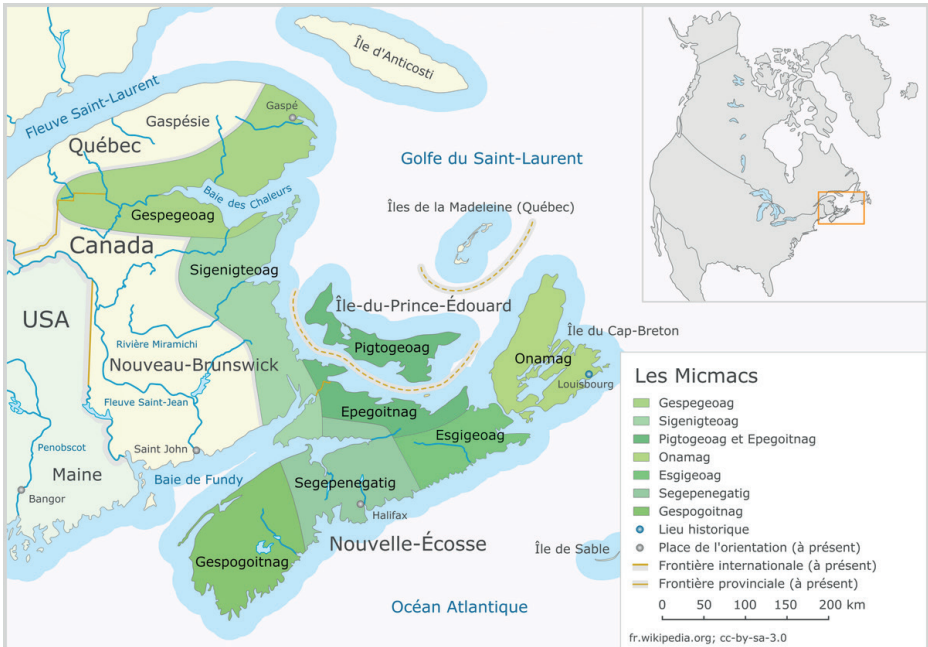 Île d'Anticosti
Fleuve Saint-Laurent
Gaspé
Gaspésie
Québec
Golfe du Saint-Laurent
Baie des Chaleurs
Îles de la Madeleine (Québec)
Gespegeoag
Canada
Sigenigteoag
Île-du-Prince-Édouard
USA
Île du Cap-Breton
Rivière Miramichi
Pigtogeoag
Onamag
Nouveau-Brunswick
Louisbourg
Fleuve Saint-Jean
Epegoitnag
Esgigeoag
Penobscot
Saint John
Maine
Baie de Fundy
Segepenegatig
Bangor
Halifax
Nouvelle-Écosse
Île de Sable
Gespogoitnag
Océan Atlantique
Les Micmacs
Gespegeoag
Sigenigteoag
Pigtogeoag et Epegoitnag
Onamag
Esgigeoag
Segepenegatig
Gespogoitnag
Lieu historique
Place de l'orientation (à présent)
Frontière internationale (à présent)
Frontière provinciale (à présent)
0 50 100 150 200 km
fr.wikipedia.org; cc-by-sa-3.0